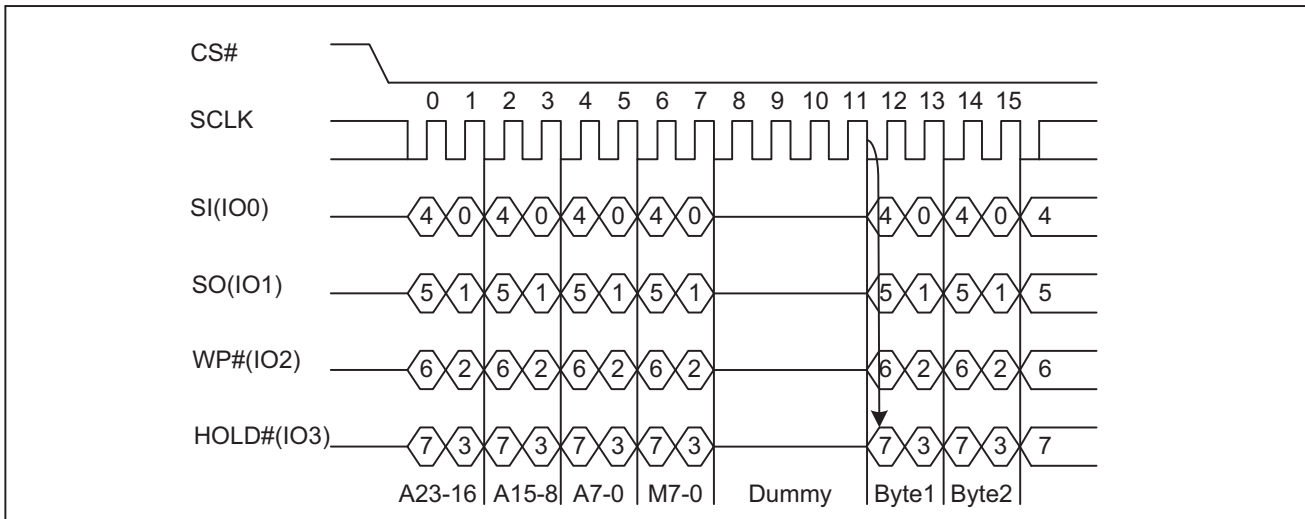 CS#
0 1 2 3 4 5 6 7 8 9 10 11 12 13 14 15
SCLK
SI(IO0) 4 0 4 0 4 0 4 0 4 0 4 0 4
SO(IO1) 5 1 5 1 5 1 5 1 5 1 5 1 5
WP#(IO2) 6 2 6 2 6 2 6 2 6 2 6 2 6
HOLD#(IO3) 7 3 7 3 7 3 7 3 7 3 7 3 7
A23-16 A15-8 A7-0 M7-0 Dummy Byte1 Byte2